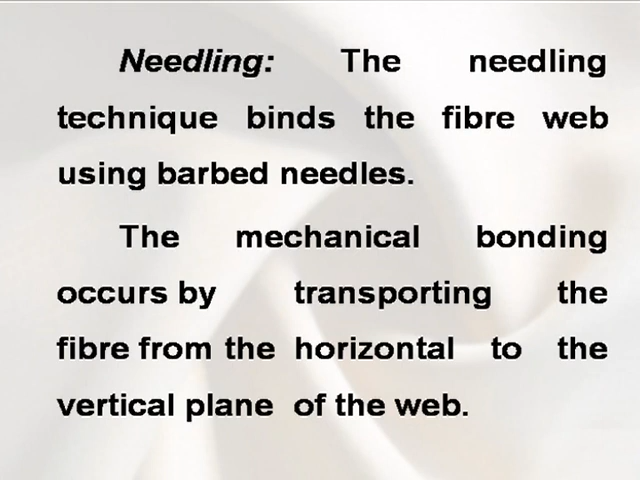 Needling: The needling
technique binds the fibre web
using barbed needles.
The mechanical bonding
occurs by transporting the
fibre from the horizontal to the
vertical plane of the web.